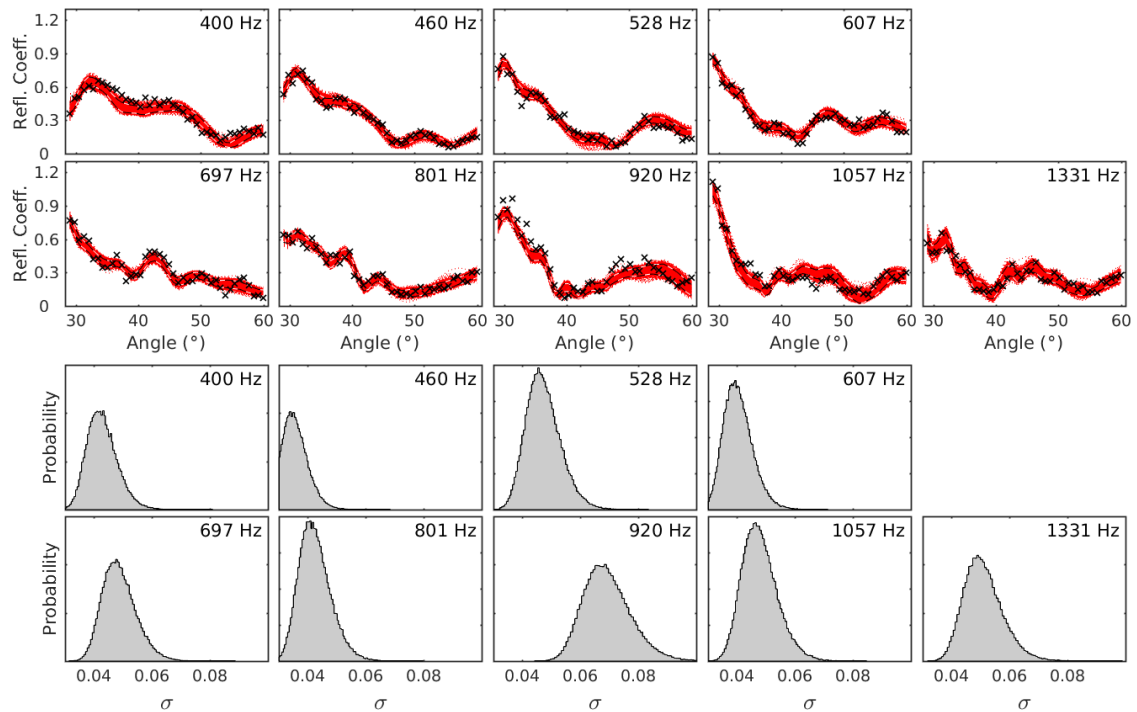 400 Hz 460 Hz 528 Hz 607 Hz
1.2
0.9
0.6
0.3
0
Refl. Coeff.
697 Hz 801 Hz 920 Hz 1057 Hz 1331 Hz
1.2
0.9
0.6
0.3
0
Refl. Coeff.
30 40 50 60 30 40 50 60 30 40 50 60 30 40 50 60 30 40 50 60
Angle (°) Angle (°) Angle (°) Angle (°) Angle (°)
400 Hz 460 Hz 528 Hz 607 Hz
Probability
697 Hz 801 Hz 920 Hz 1057 Hz 1331 Hz
Probability
0.04 0.06 0.08 0.04 0.06 0.08 0.04 0.06 0.08 0.04 0.06 0.08 0.04 0.06 0.08
σ σ σ σ σ